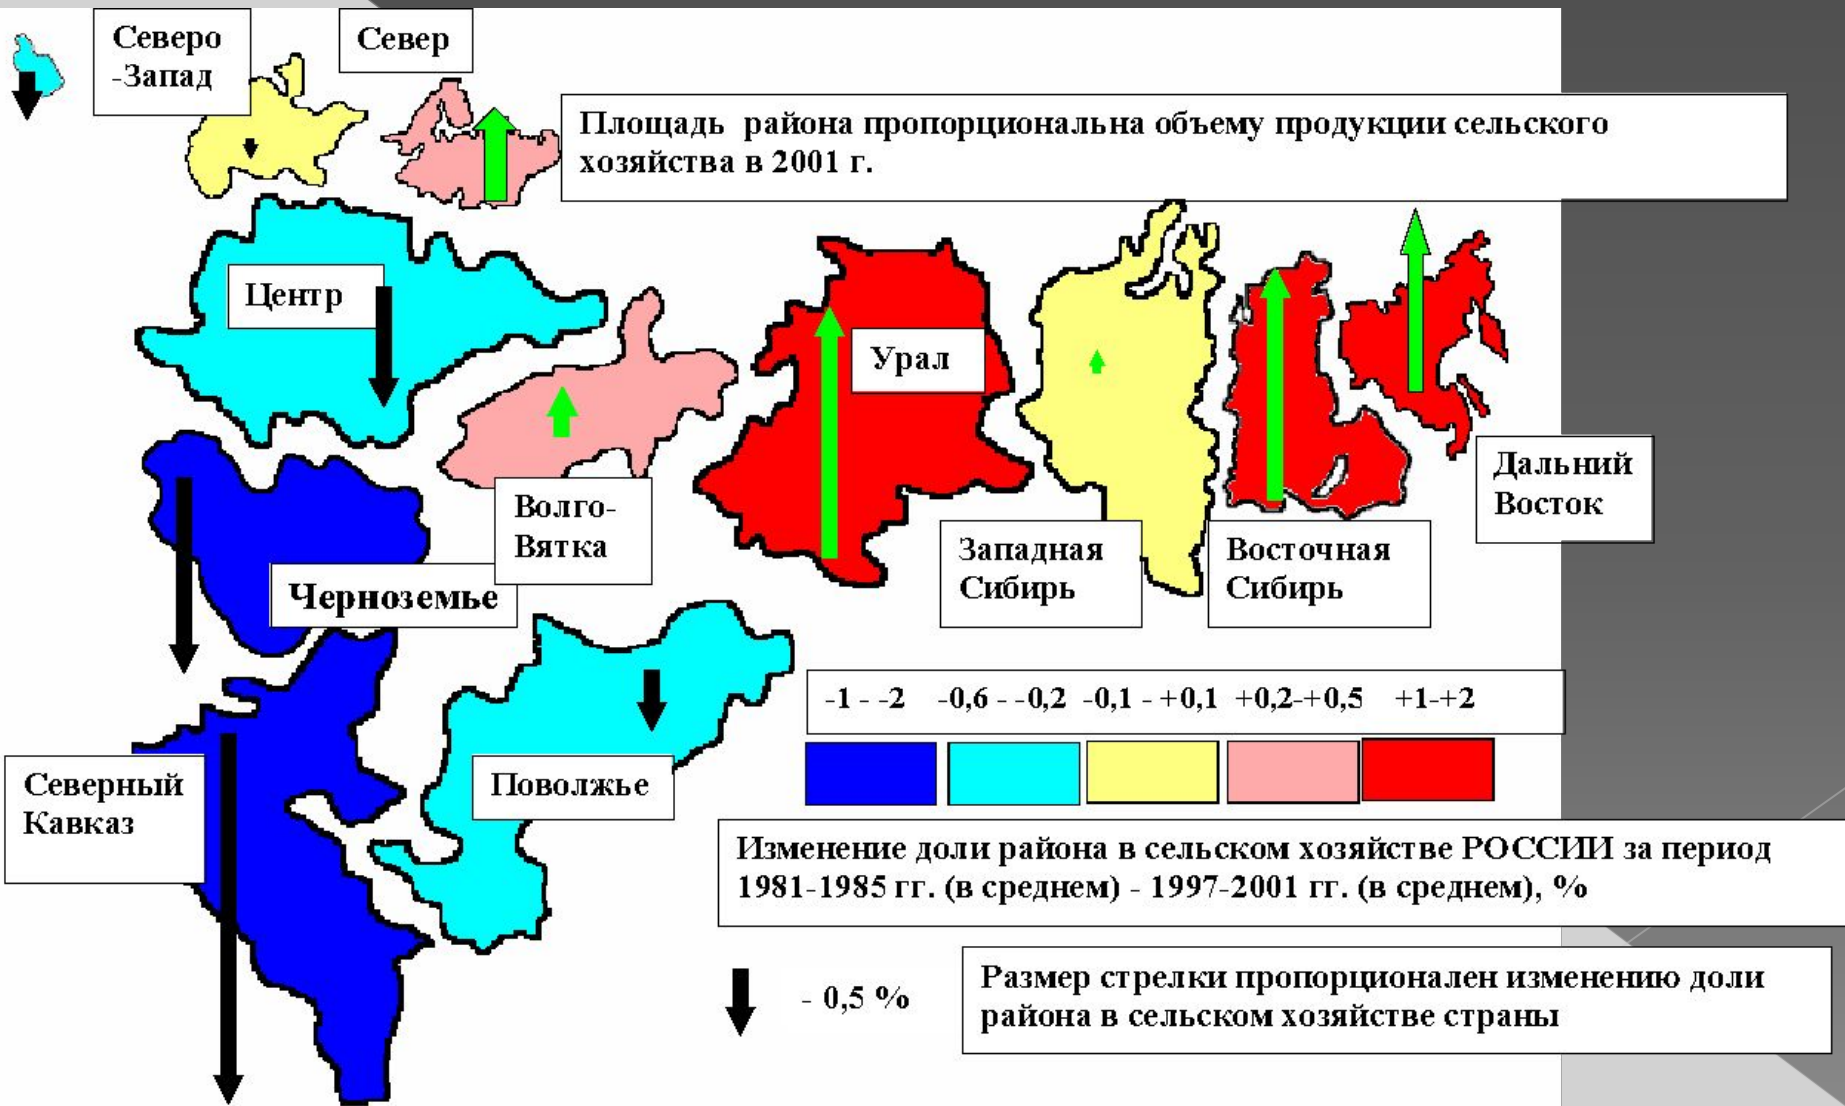 Северо
-Запад
Север
Площадь района пропорциональна объему продукции сельского
хозяйства в 2001 г.
Центр
Урал
Волго-
Вятка
Западная
Сибирь
Восточная
Сибирь
Дальний
Восток
Черноземье
Северный
Кавказ
Поволжье
-1 - -2 -0,6 - -0,2 -0,1 - +0,1 +0,2-+0,5 +1-+2
Изменение доли района в сельском хозяйстве РОССИИ за период
1981-1985 гг. (в среднем) - 1997-2001 гг. (в среднем), %
- 0,5 %
Размер стрелки пропорционален изменению доли
района в сельском хозяйстве страны